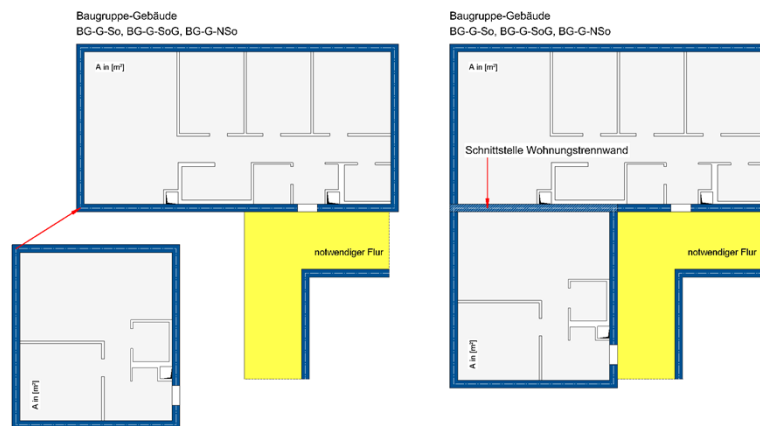 Baugruppe-Gebäude
BG-G-So, BG-G-SoG, BG-G-NSo
A in [m²]
notwendiger Flur
A in [m²]
Baugruppe-Gebäude
BG-G-So, BG-G-SoG, BG-G-NSo
A in [m²]
Schnittstelle Wohnungstrennwand
notwendiger Flur
A in [m²]